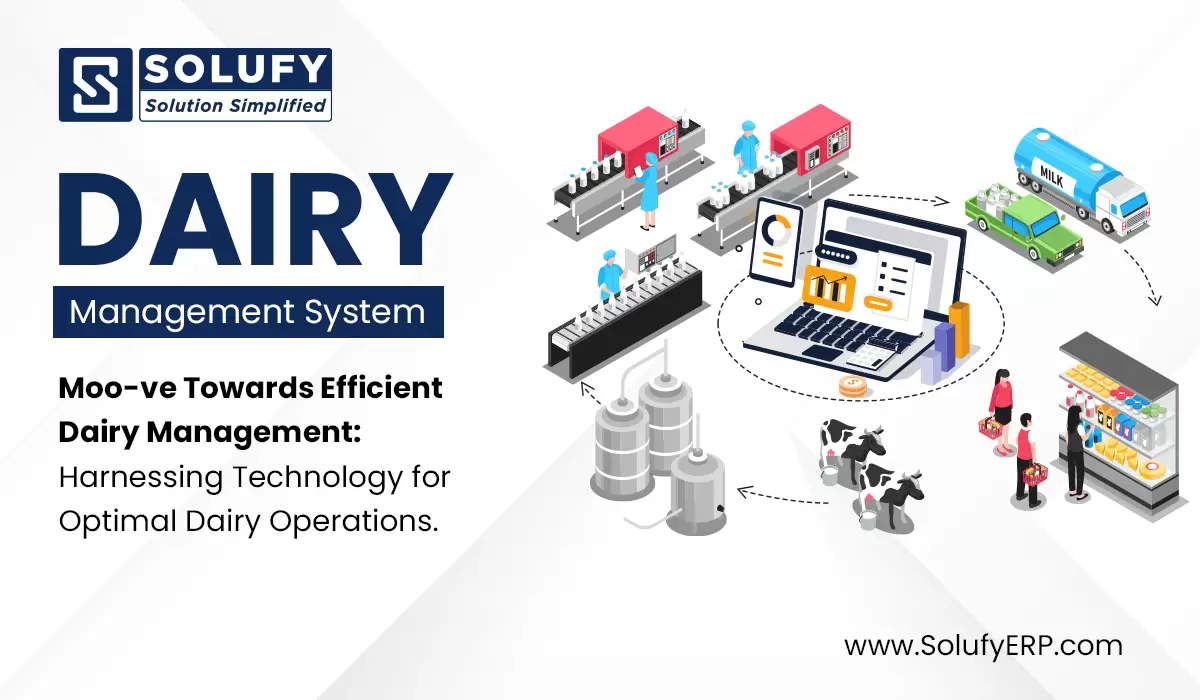 SOLUFY
Solution Simplified
DAIRY
Management System
Moo-ve Towards Efficient
Dairy Management:
Harnessing Technology for
Optimal Dairy Operations.
MILK
www.SolufyERP.com